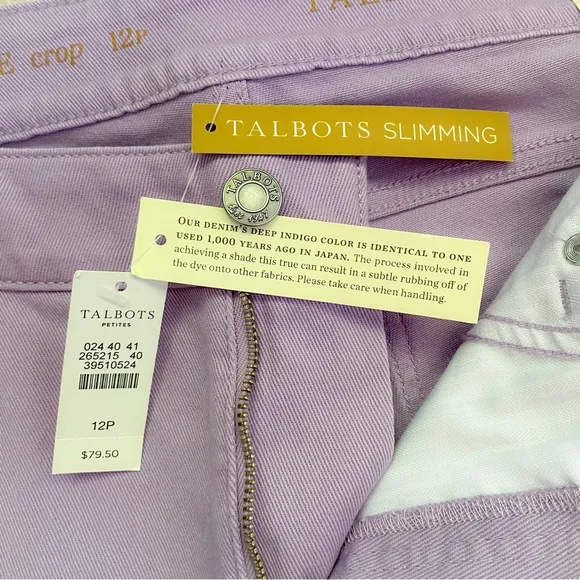 crop 12P
TALBOTS SLIMMING
TALBOTS
OUR DENIM'S DEEP INDIGO COLOR IS IDENTICAL TO ONE
USED 1,000 YEARS AGO IN JAPAN. The process involved in
achieving a shade this true can result in a subtle rubbing off of
the dye onto other fabrics. Please take care when handling.
TALBOTS
PETITES
024 40 41
265215 40
39510524
12P
$79.50